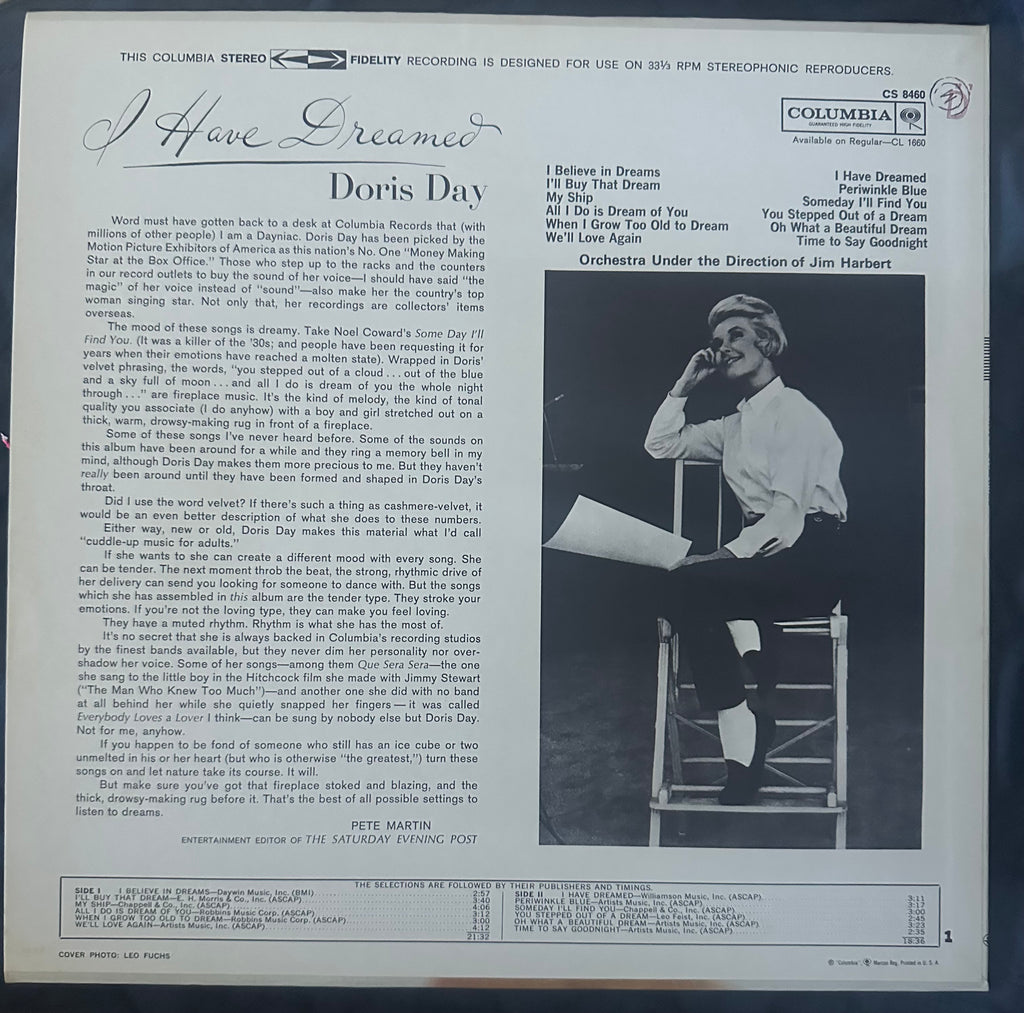 THIS COLUMBIA STEREO FIDELITY RECORDING IS DESIGNED FOR USE ON 33⅓ RPM STEREOPHONIC REPRODUCERS.
CS 8460
COLUMBIA
GUARANTEED HIGH FIDELITY
Available on Regular—CL 1660
I Have Dreamed
Doris Day
Word must have gotten back to a desk at Columbia Records that (with
millions of other people) I am a Dayniac. Doris Day has been picked by the
Motion Picture Exhibitors of America as this nation's No. One "Money Making
Star at the Box Office." Those who step up to the racks and the counters
in our record outlets to buy the sound of her voice—I should have said "the
magic" of her voice instead of "sound"—also make her the country's top
woman singing star. Not only that, her recordings are collectors' items
overseas.
The mood of these songs is dreamy. Take Noel Coward's Some Day I'll
Find You. (It was a killer of the '30s; and people have been requesting it for
years when their emotions have reached a molten state). Wrapped in Doris'
velvet phrasing, the words, "you stepped out of a cloud . . . out of the blue
and a sky full of moon . . . and all I do is dream of you the whole night
through . . ." are fireplace music. It's the kind of melody, the kind of tonal
quality you associate (I do anyhow) with a boy and girl stretched out on a
thick, warm, drowsy-making rug in front of a fireplace.
Some of these songs I've never heard before. Some of the sounds on
this album have been around for a while and they ring a memory bell in my
mind, although Doris Day makes them more precious to me. But they haven't
really been around until they have been formed and shaped in Doris Day's
throat.
Did I use the word velvet? If there's such a thing as cashmere-velvet, it
would be an even better description of what she does to these numbers.
Either way, new or old, Doris Day makes this material what I'd call
"cuddle-up music for adults."
If she wants to she can create a different mood with every song. She
can be tender. The next moment throb the beat, the strong, rhythmic drive of
her delivery can send you looking for someone to dance with. But the songs
which she has assembled in this album are the tender type. They stroke your
emotions. If you're not the loving type, they can make you feel loving.
They have a muted rhythm. Rhythm is what she has the most of.
It's no secret that she is always backed in Columbia's recording studios
by the finest bands available, but they never dim her personality nor over-
shadow her voice. Some of her songs—among them Que Sera Sera—the one
she sang to the little boy in the Hitchcock film she made with Jimmy Stewart
("The Man Who Knew Too Much")—and another one she did with no band
at all behind her while she quietly snapped her fingers — it was called
Everybody Loves a Lover I think—can be sung by nobody else but Doris Day.
Not for me, anyhow.
If you happen to be fond of someone who still has an ice cube or two
unmelted in his or her heart (but who is otherwise "the greatest,") turn these
songs on and let nature take its course. It will.
But make sure you've got that fireplace stoked and blazing, and the
thick, drowsy-making rug before it. That's the best of all possible settings to
listen to dreams.
PETE MARTIN
ENTERTAINMENT EDITOR OF THE SATURDAY EVENING POST
I Believe in Dreams
I'll Buy That Dream
My Ship
All I Do is Dream of You
When I Grow Too Old to Dream
We'll Love Again
I Have Dreamed
Periwinkle Blue
Someday I'll Find You
You Stepped Out of a Dream
Oh What a Beautiful Dream
Time to Say Goodnight
Orchestra Under the Direction of Jim Harbert
THE SELECTIONS ARE FOLLOWED BY THEIR PUBLISHERS AND TIMINGS.
SIDE I I BELIEVE IN DREAMS—Daywin Music, Inc. (BMI) 2:57
I'LL BUY THAT DREAM—E. H. Morris & Co., Inc. (ASCAP) 3:40
MY SHIP—Chappell & Co., Inc. (ASCAP) 4:06
ALL I DO IS DREAM OF YOU—Robbins Music Corp. (ASCAP) 3:12
WHEN I GROW TOO OLD TO DREAM—Robbins Music Corp. (ASCAP) 4:00
WE'LL LOVE AGAIN—Artists Music, Inc. (ASCAP) 4:12
21:32
SIDE II I HAVE DREAMED—Williamson Music, Inc. (ASCAP) 3:11
PERIWINKLE BLUE—Artists Music, Inc. (ASCAP) 3:17
SOMEDAY I'LL FIND YOU—Chappell & Co., Inc. (ASCAP) 3:00
YOU STEPPED OUT OF A DREAM—Leo Feist, Inc. (ASCAP) 2:45
OH WHAT A BEAUTIFUL DREAM—Artists Music, Inc. (ASCAP) 3:23
TIME TO SAY GOODNIGHT—Artists Music, Inc. (ASCAP) 2:35
18:36
1
COVER PHOTO: LEO FUCHS
® "Columbia", Marcas Reg. Printed in U. S. A.